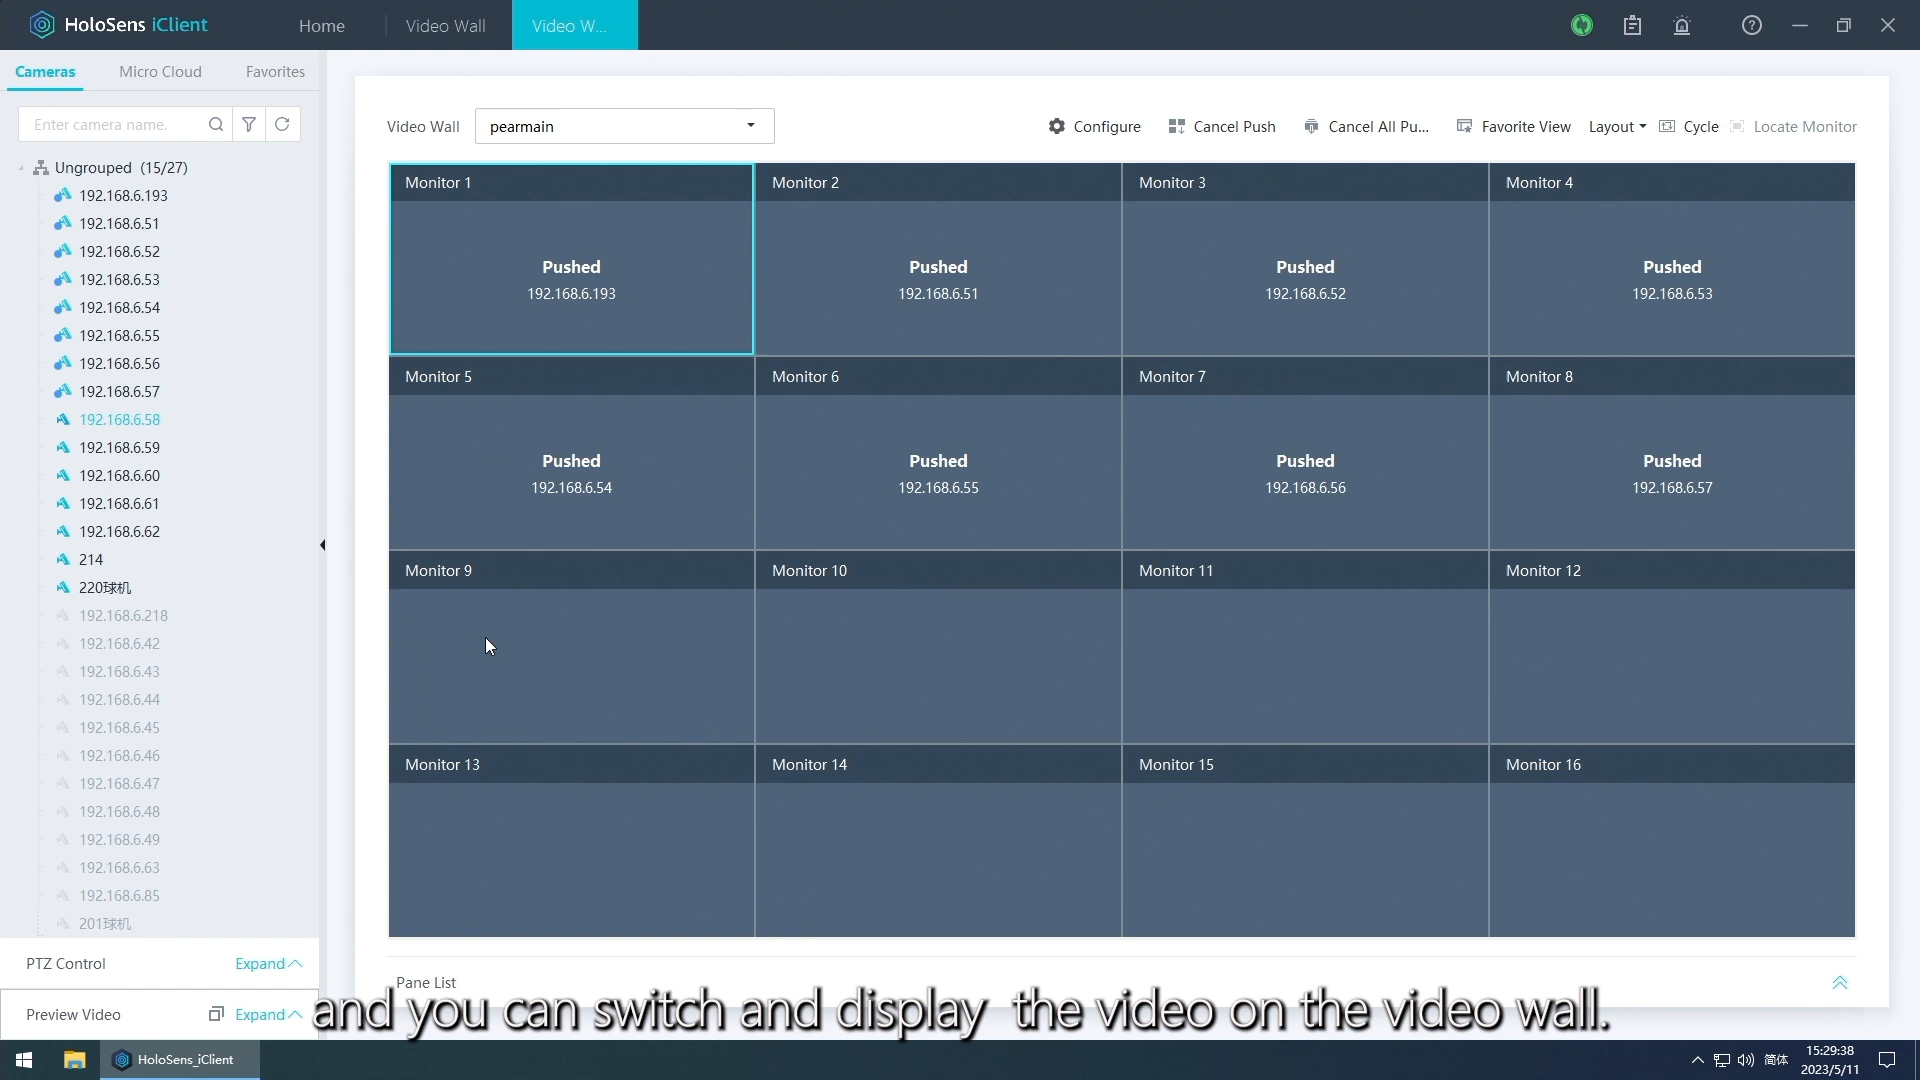 HoloSens iClient
Home
Video Wall
Video W...
Cameras
Micro Cloud
Favorites
Enter camera name.
Ungrouped (15/27)
192.168.6.193
192.168.6.51
192.168.6.52
192.168.6.53
192.168.6.54
192.168.6.55
192.168.6.56
192.168.6.57
192.168.6.58
192.168.6.59
192.168.6.60
192.168.6.61
192.168.6.62
214
220球机
192.168.6.218
192.168.6.42
192.168.6.43
192.168.6.44
192.168.6.45
192.168.6.46
192.168.6.47
192.168.6.48
192.168.6.49
192.168.6.63
192.168.6.85
201球机
PTZ Control
Expand
Preview Video
Expand
Video Wall
pearmain
Configure
Cancel Push
Cancel All Pu...
Favorite View
Layout
Cycle
Locate Monitor
Monitor 1
Pushed
192.168.6.193
Monitor 2
Pushed
192.168.6.51
Monitor 3
Pushed
192.168.6.52
Monitor 4
Pushed
192.168.6.53
Monitor 5
Pushed
192.168.6.54
Monitor 6
Pushed
192.168.6.55
Monitor 7
Pushed
192.168.6.56
Monitor 8
Pushed
192.168.6.57
Monitor 9
Monitor 10
Monitor 11
Monitor 12
Monitor 13
Monitor 14
Monitor 15
Monitor 16
Pane List
and you can switch and display the video on the video wall.
HoloSens_iClient
简体
15:29:38
2023/5/11